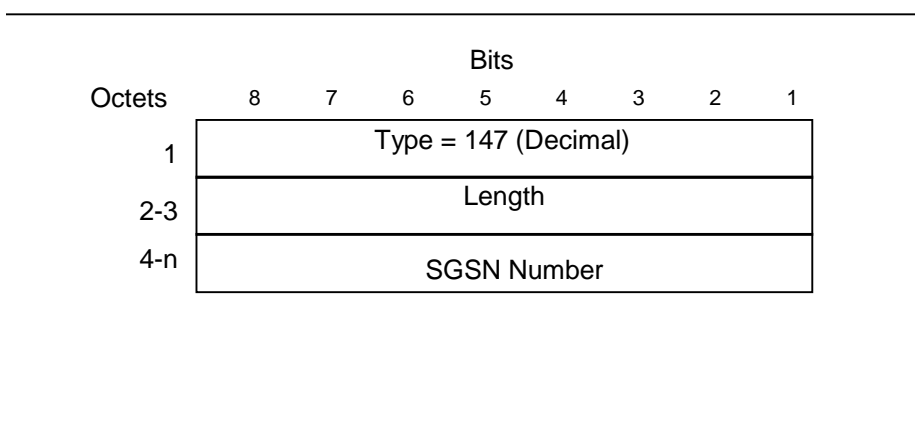 Bits
Octets 8 7 6 5 4 3 2 1
1 Type = 147 (Decimal)
2-3 Length
4-n SGSN Number